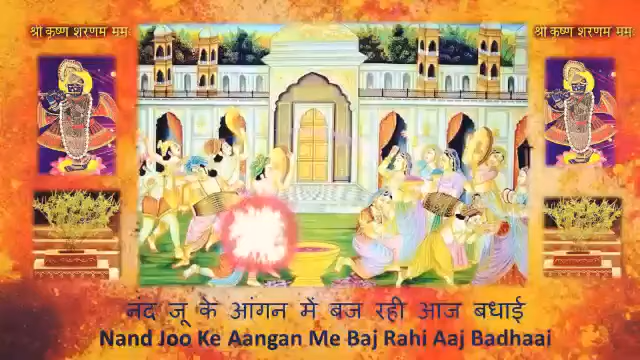 श्री कृष्ण शरणम मम:
श्री कृष्ण शरणम मम:
नंद जू के आंगन में बज रही आज बधाई
Nand Joo Ke Aangan Me Baj Rahi Aaj Badhaai